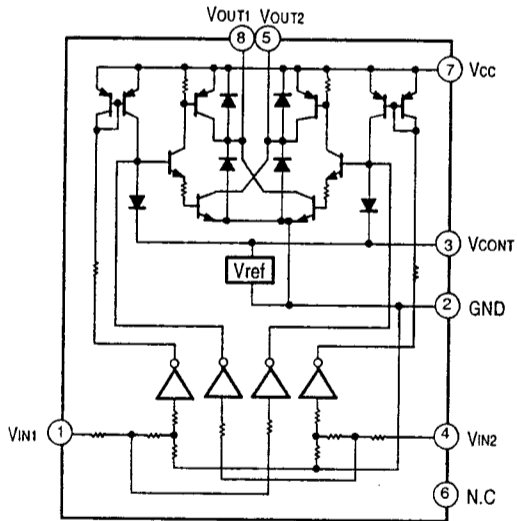 VOUT1 VOUT2
8 5
7 VCC
3 VCONT
Vref
2 GND
VIN1 1
4 VIN2
6 N.C